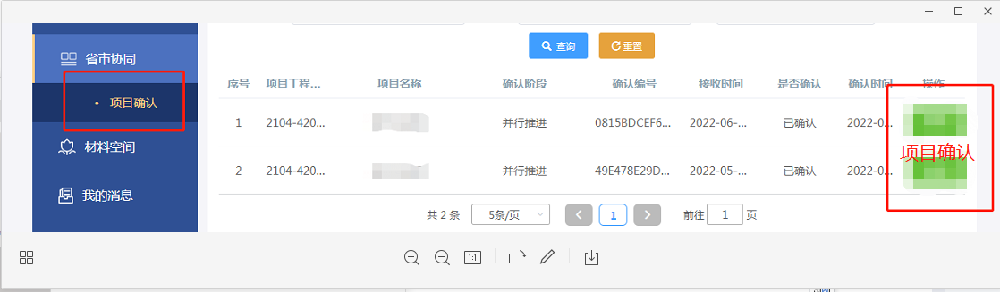 省市协同
项目确认
材料空间
我的消息
查询 重置
序号 项目工程... 项目名称 确认阶段 确认编号 接收时间 是否确认 确认时间 操作
1 2104-420... 并行推进 0815BDCEF6... 2022-06-... 已确认 2022-0...
项目确认
2 2104-420... 并行推进 49E478E29D... 2022-05-... 已确认 2022-0...
共 2 条 5条/页 1 前往 1 页
1:1